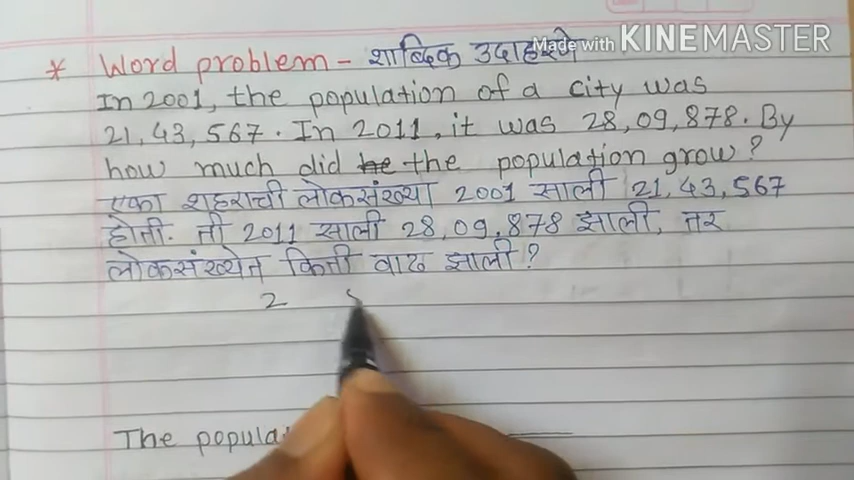 Made with KINEMASTER
* Word problem - शाब्दिक उदाहरणे
In 2001, the population of a city was
21,43,567. In 2011, it was 28,09,878. By
how much did he the population grow?
एका शहराची लोकसंख्या 2001 साली 21,43,567
होती. ती 2011 साली 28,09,878 झाली, तर
लोकसंख्येत किती वाढ झाली?
2
The popula